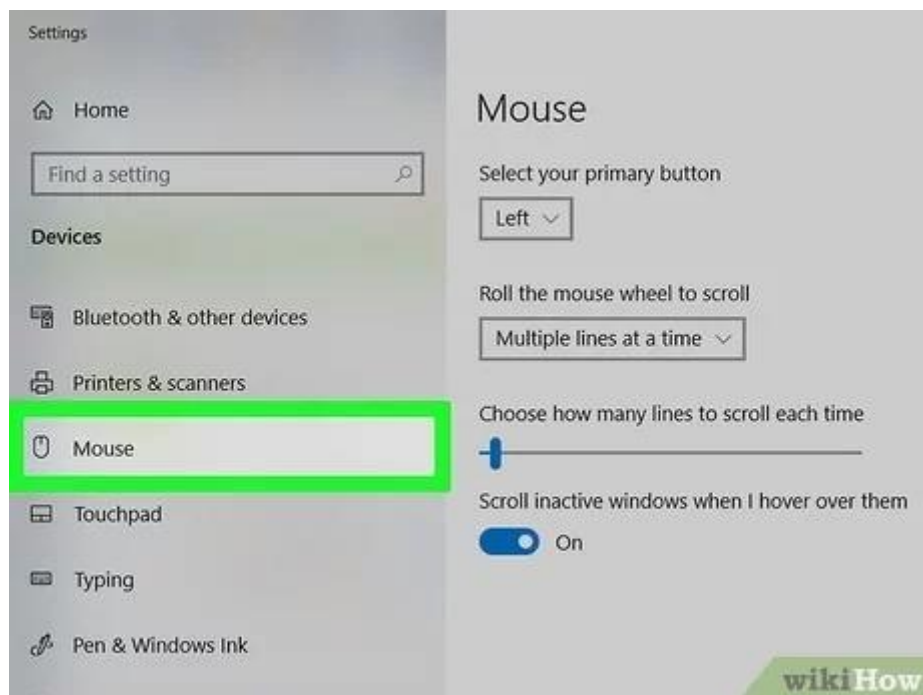 Settings
Home
Find a setting
Devices
Bluetooth & other devices
Printers & scanners
Mouse
Touchpad
Typing
Pen & Windows Ink
Mouse
Select your primary button
Left
Roll the mouse wheel to scroll
Multiple lines at a time
Choose how many lines to scroll each time
Scroll inactive windows when I hover over them
On
wikiHow